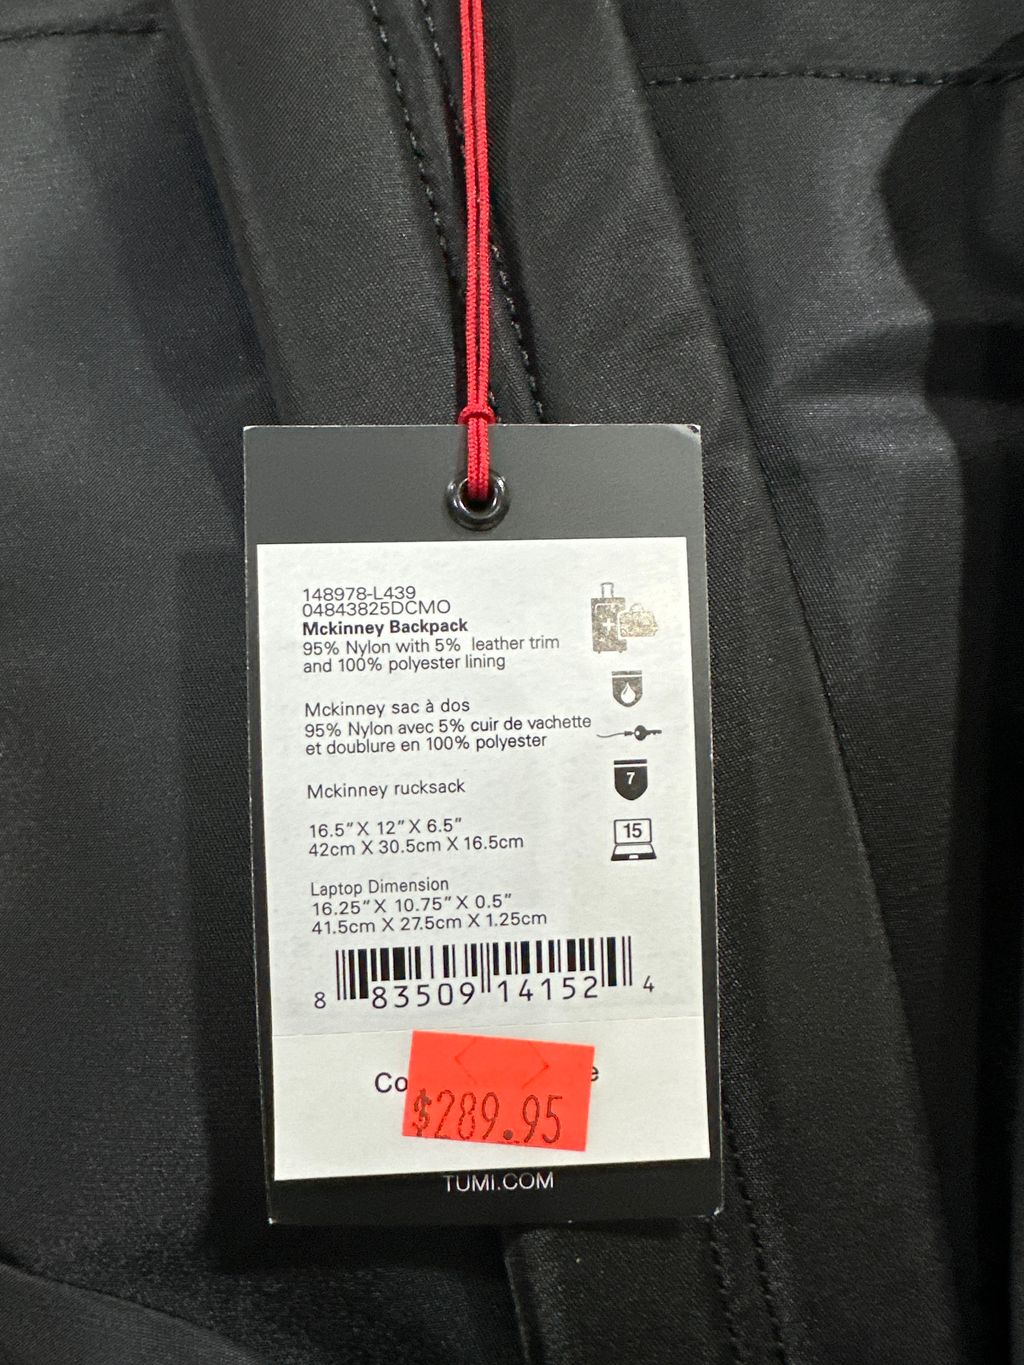 148978-L439
04843825DCMO
Mckinney Backpack
95% Nylon with 5% leather trim
and 100% polyester lining
Mckinney sac à dos
95% Nylon avec 5% cuir de vachette
et doublure en 100% polyester
7
Mckinney rucksack
16.5" X 12" X 6.5"
42cm X 30.5cm X 16.5cm
15
Laptop Dimension
16.25" X 10.75" X 0.5"
41.5cm X 27.5cm X 1.25cm
8 83509 14152 4
$289.95
TUMI.COM